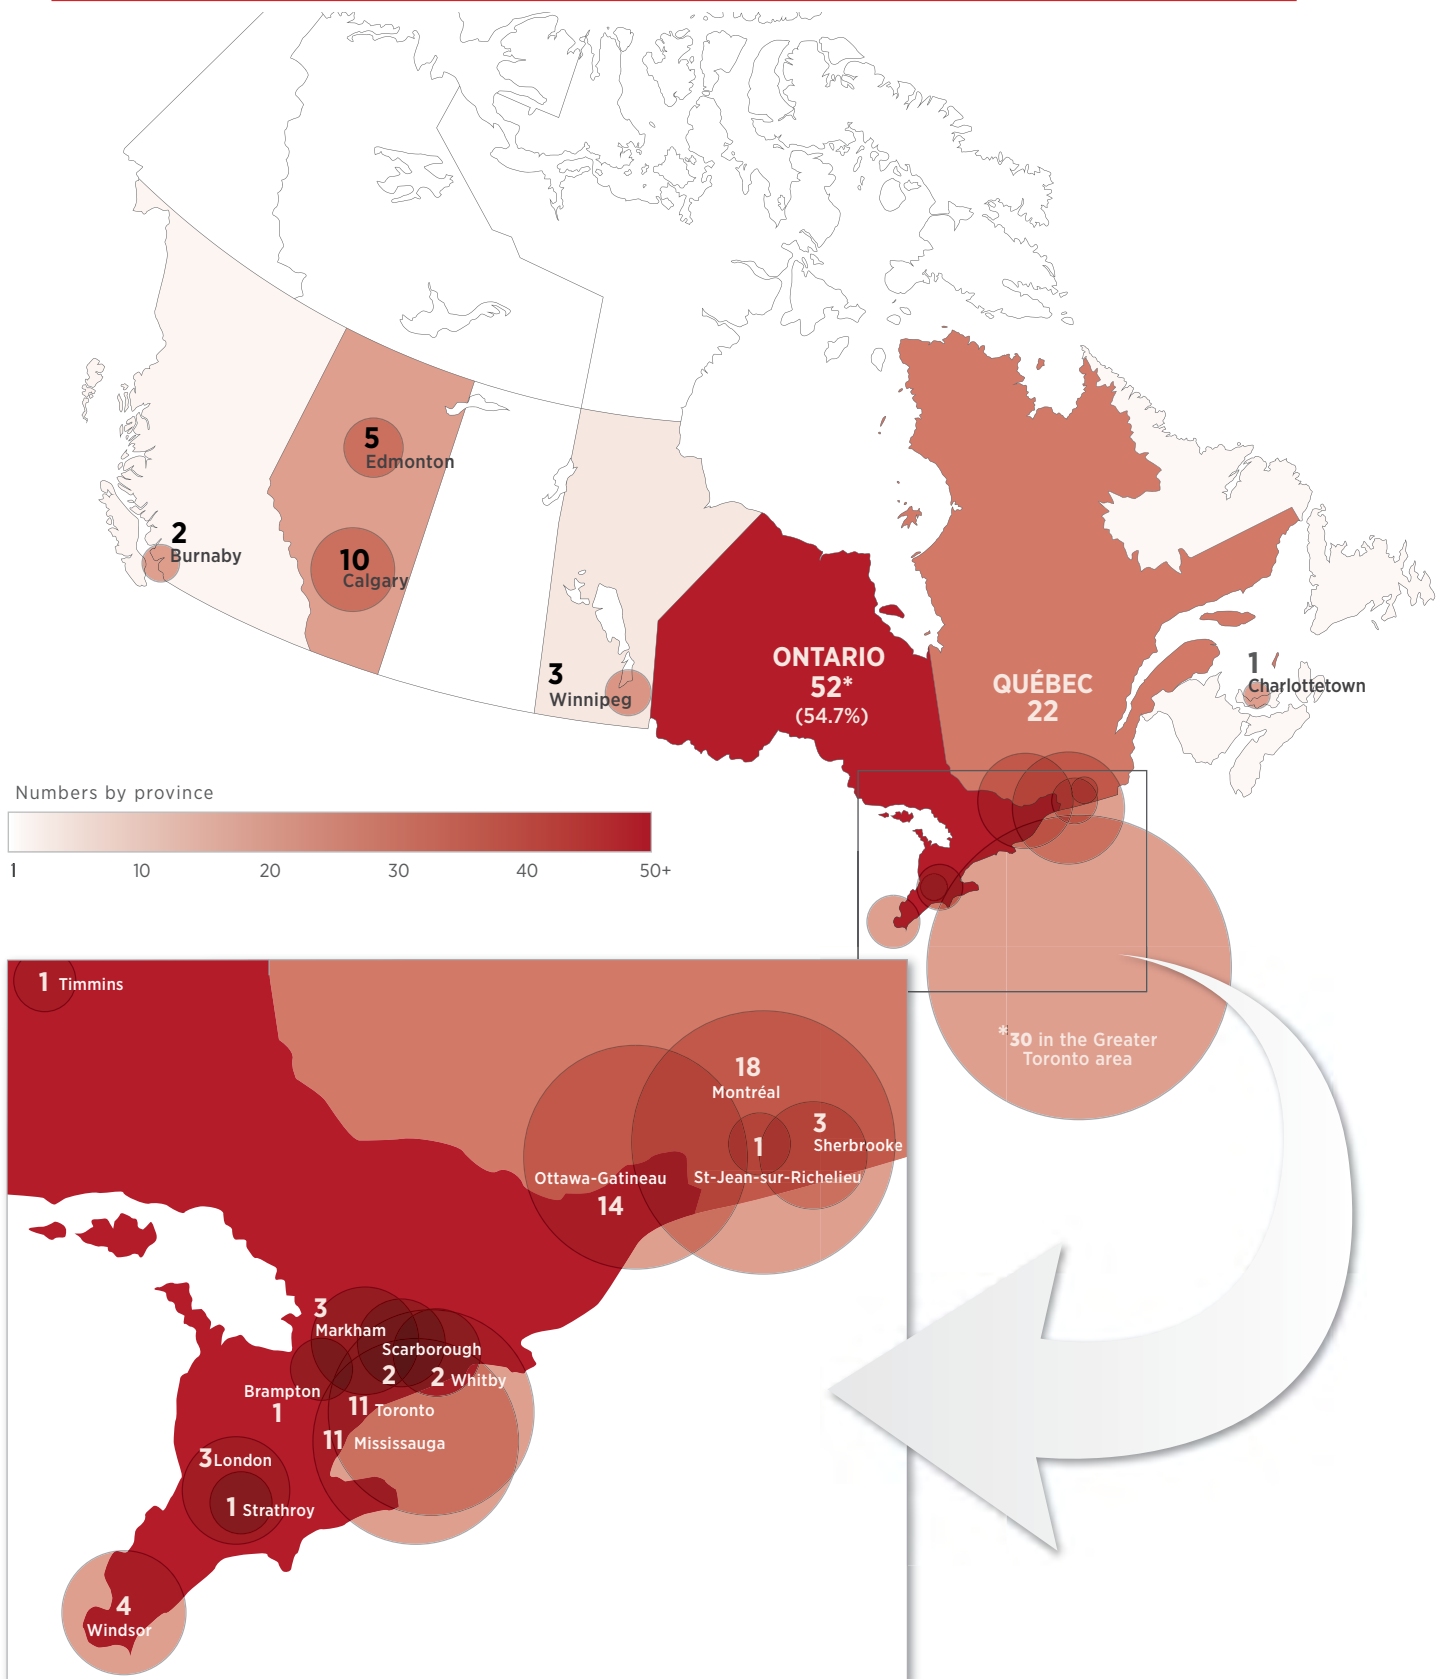 5
Edmonton
2
Burnaby
10
Calgary
3
Winnipeg
ONTARIO
52*
(54.7%)
QUÉBEC
22
1
Charlottetown
Numbers by province
1 10 20 30 40 50+
*30 in the Greater
Toronto area
1 Timmins
18
Montréal
3
Sherbrooke
1
St-Jean-sur-Richelieu
Ottawa-Gatineau
14
3
Markham
Scarborough
2
2 Whitby
Brampton
1
11 Toronto
11 Mississauga
3 London
1 Strathroy
4
Windsor